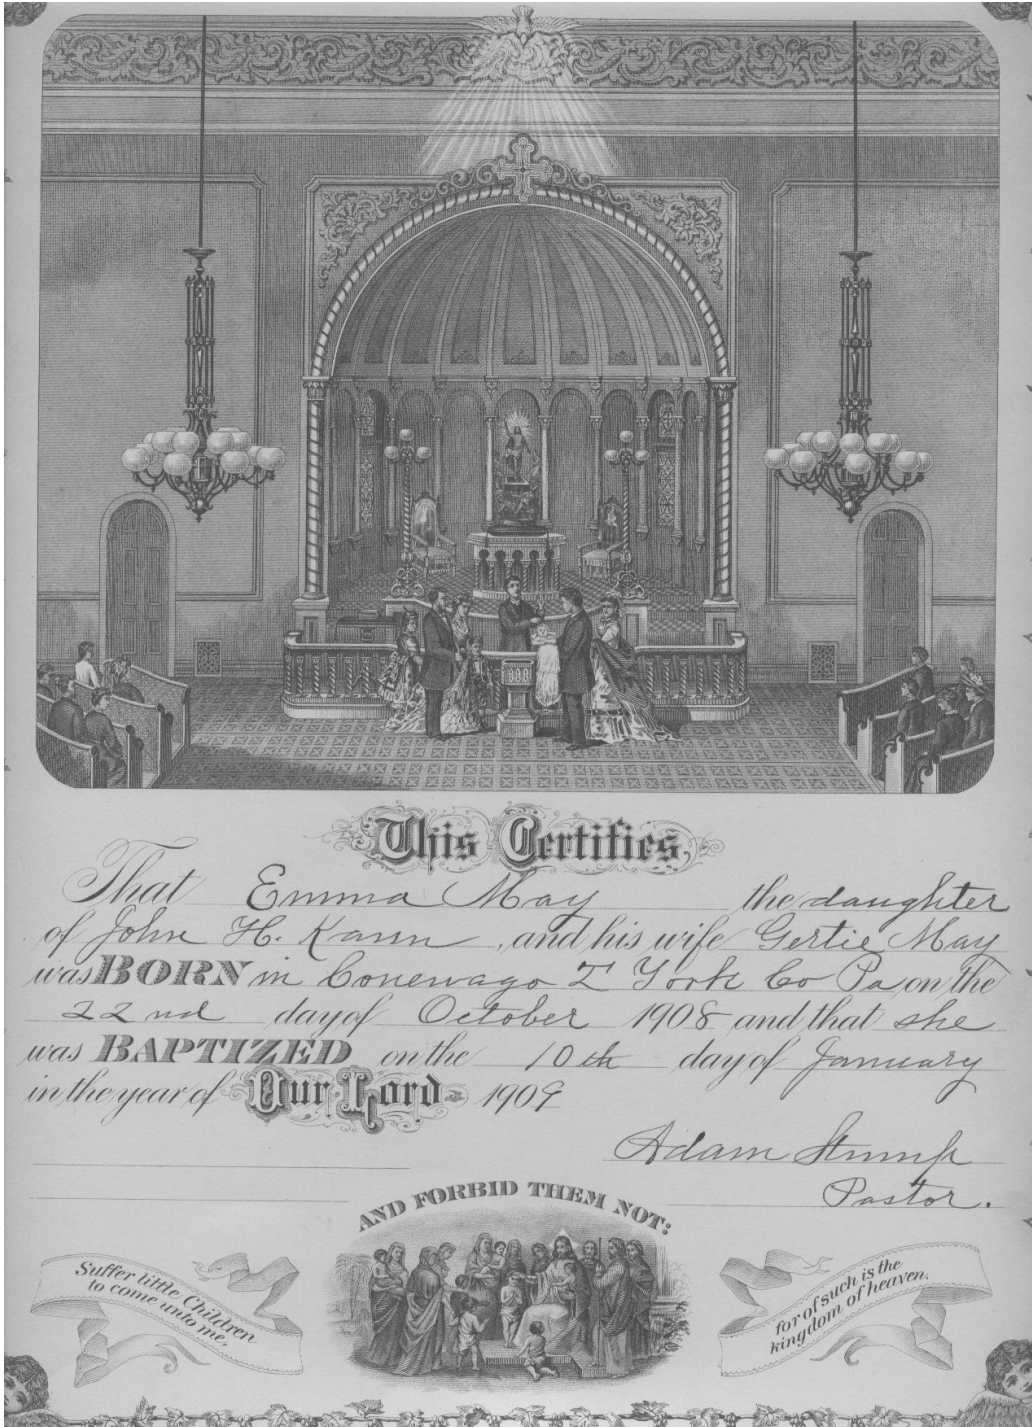 This Certifies,
That Emma May the daughter
of John H. Kann, and his wife Gertie May
was BORN in Conewago T York Co Pa on the
22nd day of October 1908 and that she
was BAPTIZED on the 10th day of January
in the year of Our Lord 1909
Adam Stump
Pastor.
AND FORBID THEM NOT:
Suffer little Children
to come unto me,
for of such is the
kingdom of heaven.